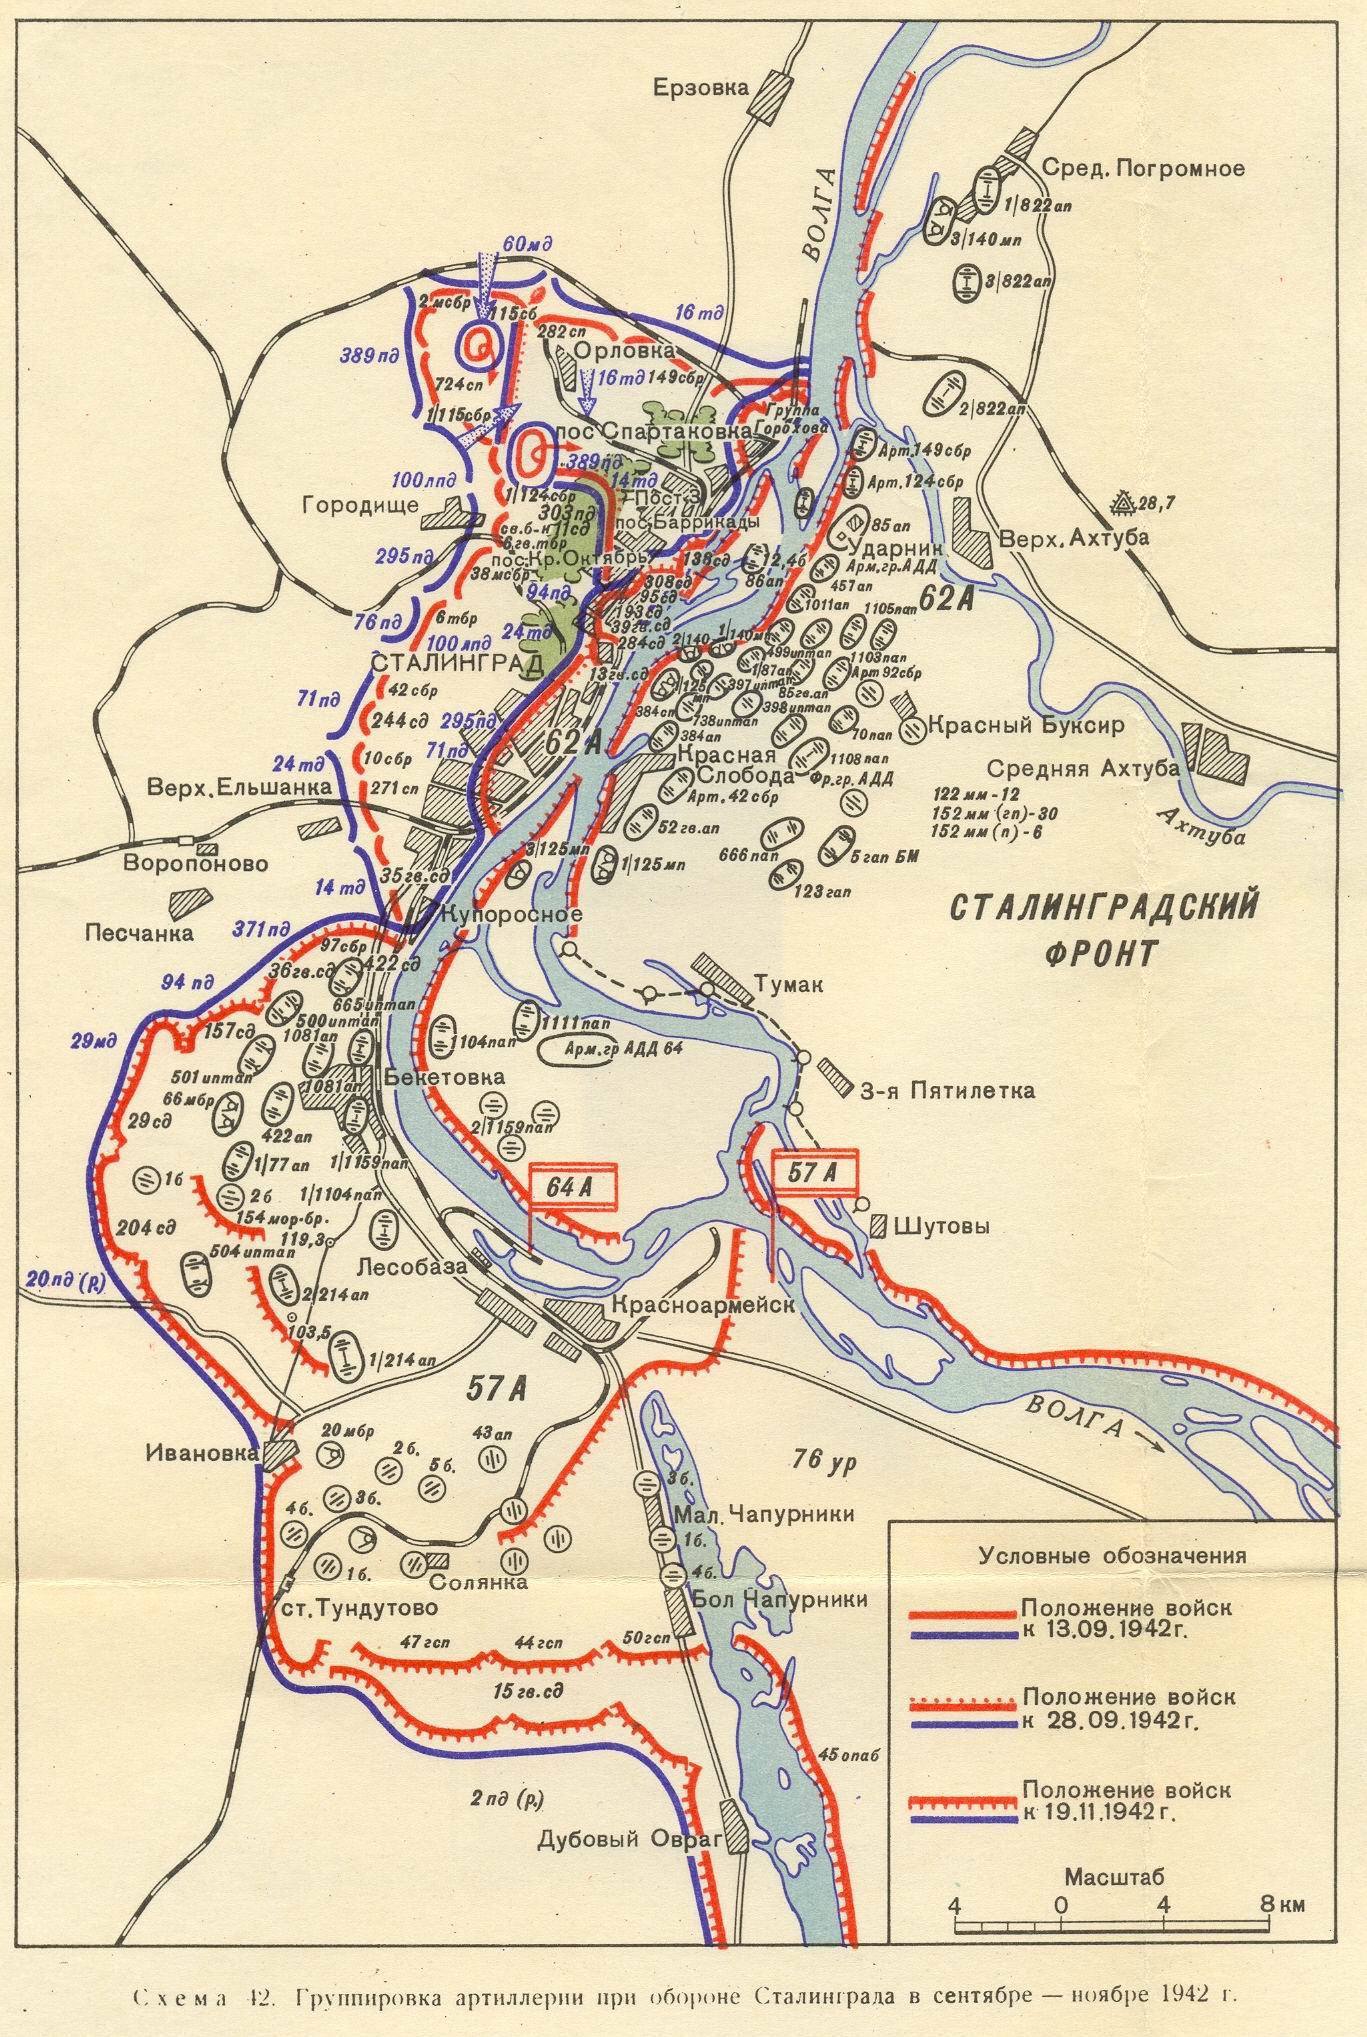 Ерзовка
ВОЛГА
Сред. Погромное
1/822ап
3/140мп
3/822ап
60мд
2мсбр
115сб
16тд
389пд
282сп
Орловка
724сп
16тд
149сбр
1/115сбр
2/822ап
Группа
Горохова
пос Спартаковка
Арт.149сбр
389пд
14тд
100лпд
Арт.124сбр
1/124сбр
28,7
Городище
303пд
св.б-н
11сд
пос.Баррикады
85ап
6гв.тбр
Ударник
Верх. Ахтуба
295пд
пос.Кр.Октябрь
138сд
12,4б
Арм.гр.АДД
38мсбр
308сд
86ап
457ап
94пд
95сд
1011ап
1105пап
62А
76пд
6тбр
193сд
39гв.сд
24тд
100лпд
284сд
2/140
1/140мп
499иптап
СТАЛИНГРАД
1103пап
13гв.сд
1/87ап
Арт92сбр
42сбр
1/125
мп
397иптап
85гв.ап
71пд
384сп
398иптап
244сд
295пд
738иптап
Красный Буксир
62А
384ап
70пап
71пд
10сбр
Красная
Слобода
1108пап
24тд
Средняя Ахтуба
Фр.гр.АДД
Верх.Ельшанка
271сп
Арт.42сбр
122мм-12
152мм(гп)-30
152мм(п)-6
Ахтуба
52гв.ап
3/125мп
666пап
5гап БМ
Воропоново
1/125мп
14тд
35гв.сд
123гап
СТАЛИНГРАДСКИЙ
ФРОНТ
Песчанка
Купоросное
371пд
97сбр
36гв.сд
422сд
94пд
Тумак
665иптап
500иптап
1111пап
157сд
1081ап
29мд
1104пап
Арм.гр АДД 64
501иптап
Бекетовка
1081ап
3-я Пятилетка
66мбр
29сд
422ап
2/1159пап
1/77ап
1/1159пап
1б
64А
57А
2б
1/1104пап
154мор.бр.
204сд
119,3
Шутовы
504иптап
Лесобаза
20пд(р.)
2/214ап
Красноармейск
103,5
1/214ап
57А
ВОЛГА
20мбр
43ап
Ивановка
2б.
76ур
5б.
3б.
3б.
4б.
Мал.Чапурники
1б.
1б.
4б.
Солянка
Бол Чапурники
ст.Тундутово
47гсп
44гсп
50гсп
15гв.сд
45опаб
2пд(р.)
Дубовый Овраг
Условные обозначения
Положение войск
к 13.09.1942г.
Положение войск
к 28.09.1942г.
Положение войск
к 19.11.1942г.
Масштаб
4 0 4 8км
Схема 42. Группировка артиллерии при обороне Сталинграда в сентябре — ноябре 1942 г.